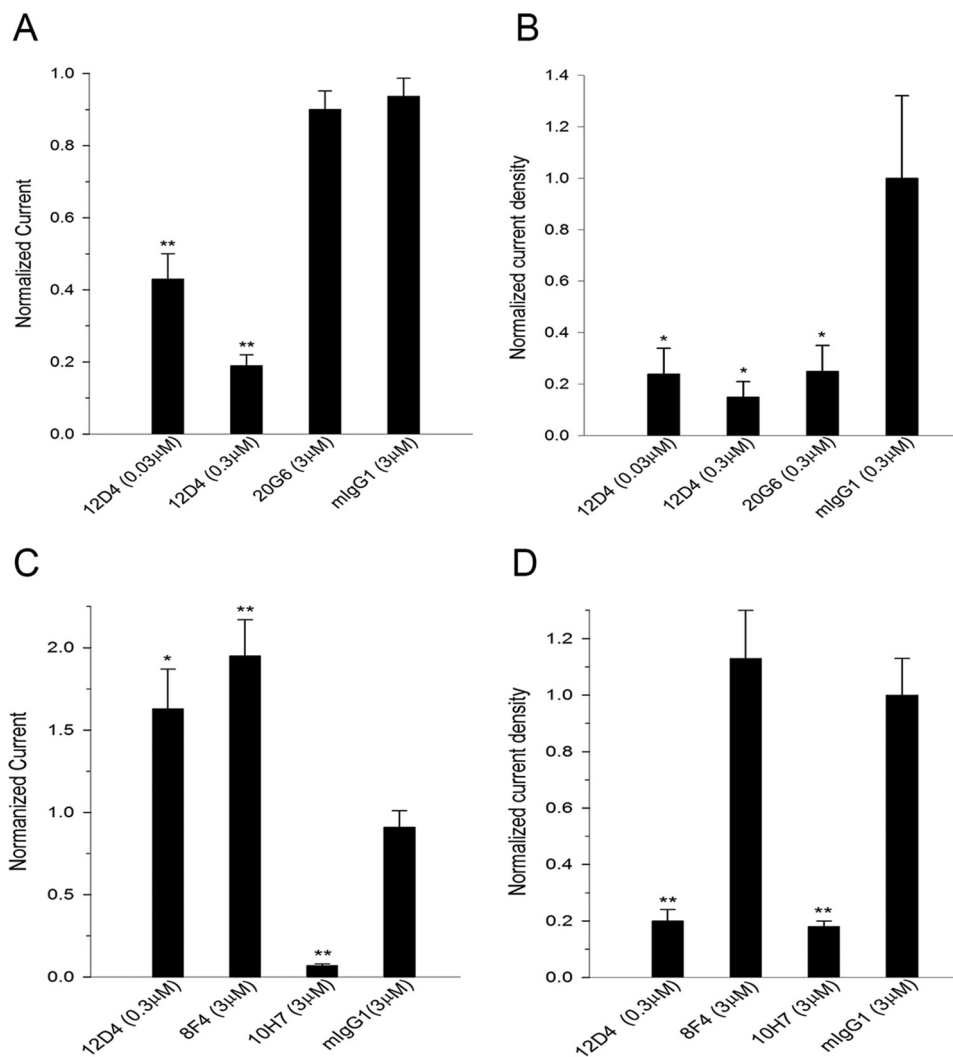 A
Normalized Current
1.0
0.8
0.6
0.4
0.2
0.0
**
**
12D4 (0.03μM)
12D4 (0.3μM)
20G6 (3μM)
mIgG1 (3μM)
B
Normalized current density
1.4
1.2
1.0
0.8
0.6
0.4
0.2
0.0
*
*
*
12D4 (0.03μM)
12D4 (0.3μM)
20G6 (0.3μM)
mIgG1 (0.3μM)
C
Normanized Current
2.0
1.5
1.0
0.5
0.0
*
**
**
12D4 (0.3μM)
8F4 (3μM)
10H7 (3μM)
mIgG1(3μM)
D
Normalized current density
1.2
1.0
0.8
0.6
0.4
0.2
0.0
**
**
12D4 (0.3μM)
8F4 (3μM)
10H7 (3μM)
mIgG1 (3μM)